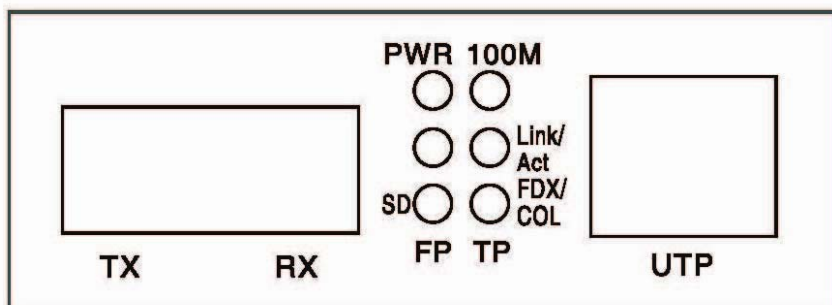 PWR 100M
Link/
Act
SD
FDX/
COL
FP TP
TX RX
UTP